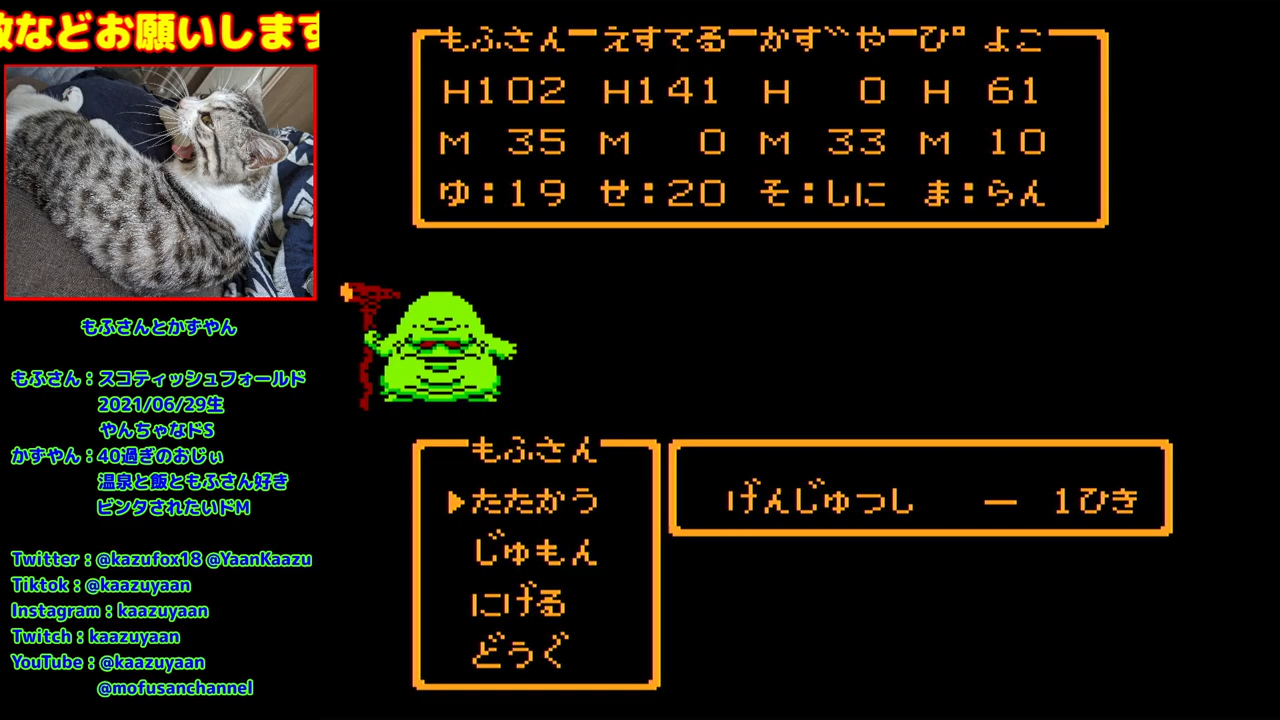 敬などお願いします
もふさんとかずやん
もふさん：スコティッシュフォールド
2021/06/29生
やんちゃなドS
かずやん：40過ぎのおじぃ
温泉と飯ともふさん好き
ビンタされたいドM
Twitter：@kazufox18 @YaanKaazu
Tiktok：@kaazuyaan
Instagram：kaazuyaan
Twitch：kaazuyaan
YouTube：@kaazuyaan
@mofusanchannel
もふさん えすてる かずや ぴよこ
H102 H141 H 0 H 61
M 35 M 0 M 33 M 10
ゆ：19 せ：20 そ：しに ま：らん
もふさん
▶たたかう
じゅもん
にげる
どうぐ
げんじゅつし ー 1ひき